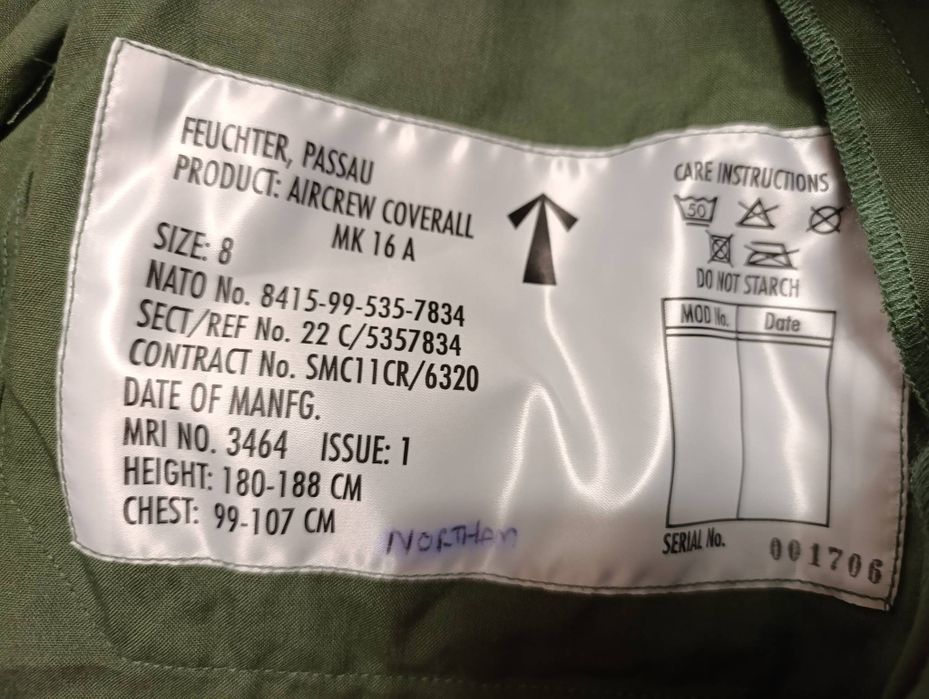 FEUCHTER, PASSAU
PRODUCT: AIRCREW COVERALL
MK 16 A
SIZE: 8
NATO No. 8415-99-535-7834
SECT/REF No. 22 C/5357834
CONTRACT No. SMC11CR/6320
DATE OF MANFG.
MRI NO. 3464 ISSUE: 1
HEIGHT: 180-188 CM
CHEST: 99-107 CM
NORTHAM
CARE INSTRUCTIONS
50
DO NOT STARCH
MOD No. Date
SERIAL No. 001706